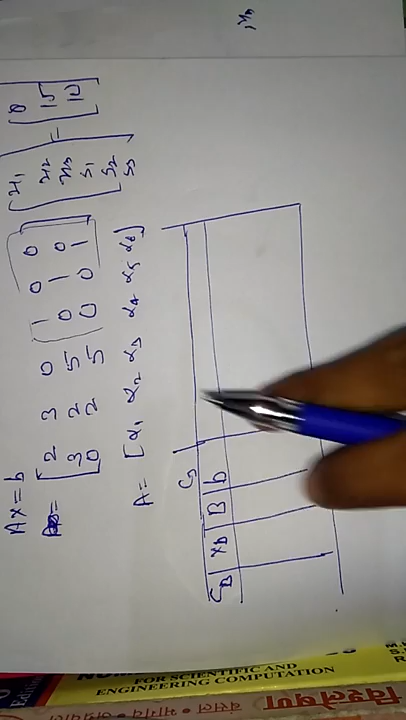 Ax=b
[2 3 0 1 0 0] [x1] = [8]
[3 2 5 0 1 0] [x2] [15]
[0 2 5 0 0 1] [x3] [10]
s1
s2
s3
A = [α1 α2 α3 α4 α5 α6]
Cj
CB XB B b
FOR SCIENTIFIC AND
ENGINEERING COMPUTATION
Edition
विश्लेषण